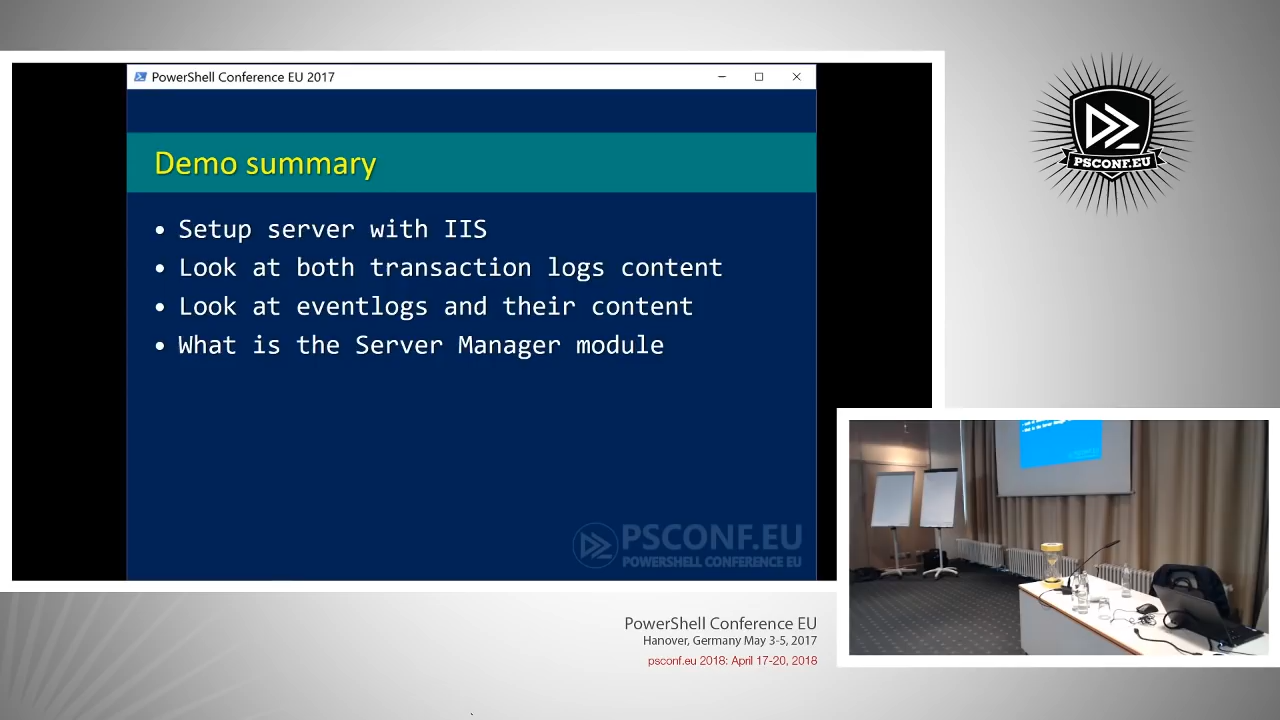 PowerShell Conference EU 2017
Demo summary
• Setup server with IIS
• Look at both transaction logs content
• Look at eventlogs and their content
• What is the Server Manager module
PSCONF.EU
POWERSHELL CONFERENCE EU
PSCONF.EU
PowerShell Conference EU
Hanover, Germany May 3-5, 2017
psconf.eu 2018: April 17-20, 2018